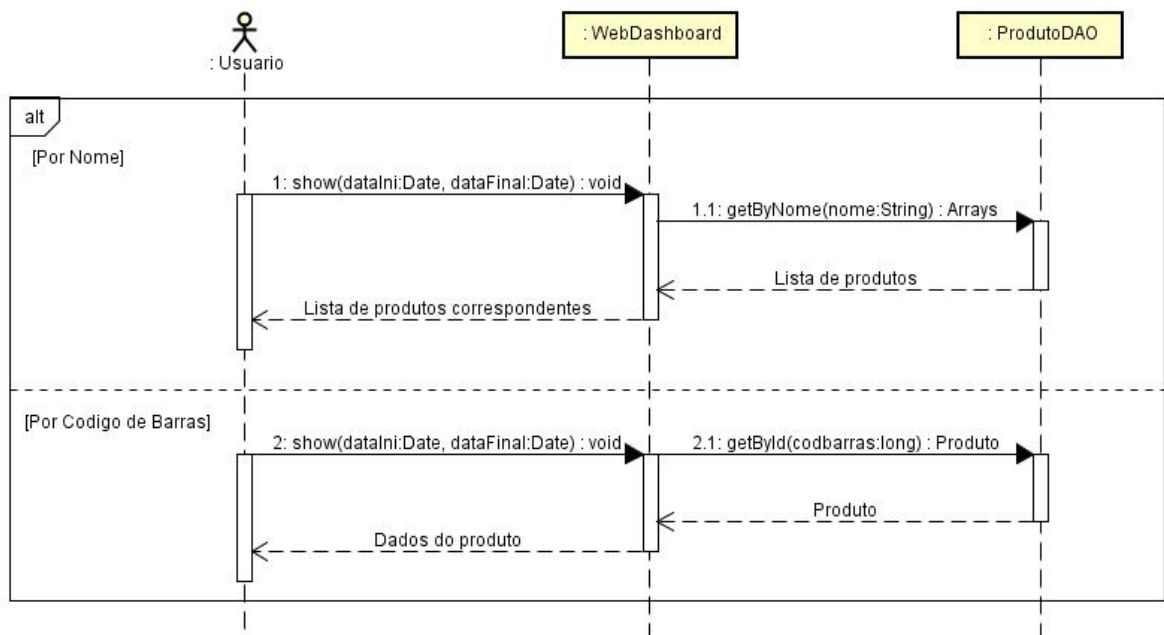 : Usuario
: WebDashboard
: ProdutoDAO
alt
[Por Nome]
1: show(dataIni:Date, dataFinal:Date) : void
1.1: getByNome(nome:String) : Arrays
Lista de produtos
Lista de produtos correspondentes
[Por Codigo de Barras]
2: show(dataIni:Date, dataFinal:Date) : void
2.1: getById(codbarras:long) : Produto
Produto
Dados do produto